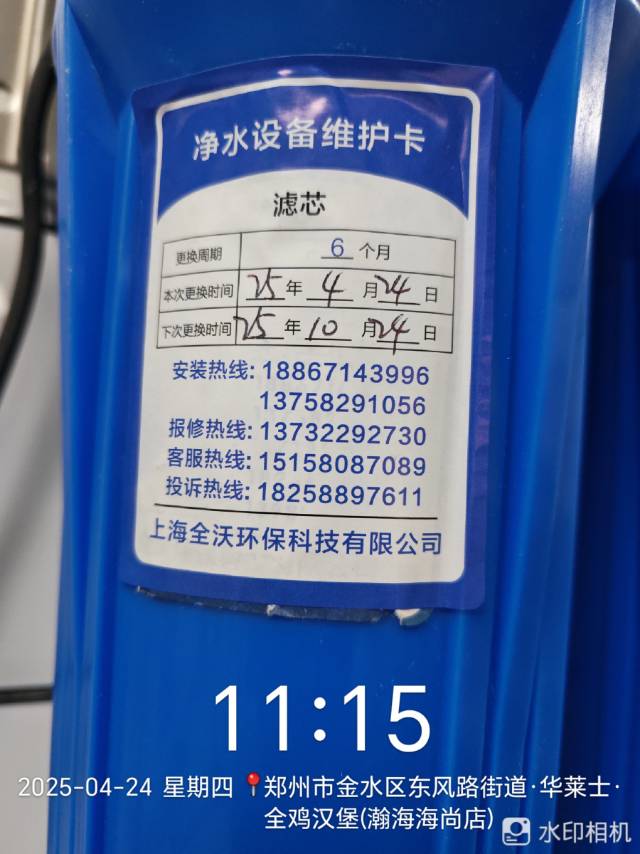 净水设备维护卡
滤芯
更换周期 6 个月
本次更换时间 25 年 4 月 24 日
下次更换时间 25 年 10 月 24 日
安装热线: 18867143996
13758291056
报修热线: 13732292730
客服热线: 15158087089
投诉热线: 18258897611
上海全沃环保科技有限公司
11:15
2025-04-24 星期四 郑州市金水区东风路街道·华莱士·
全鸡汉堡(瀚海海尚店)
水印相机